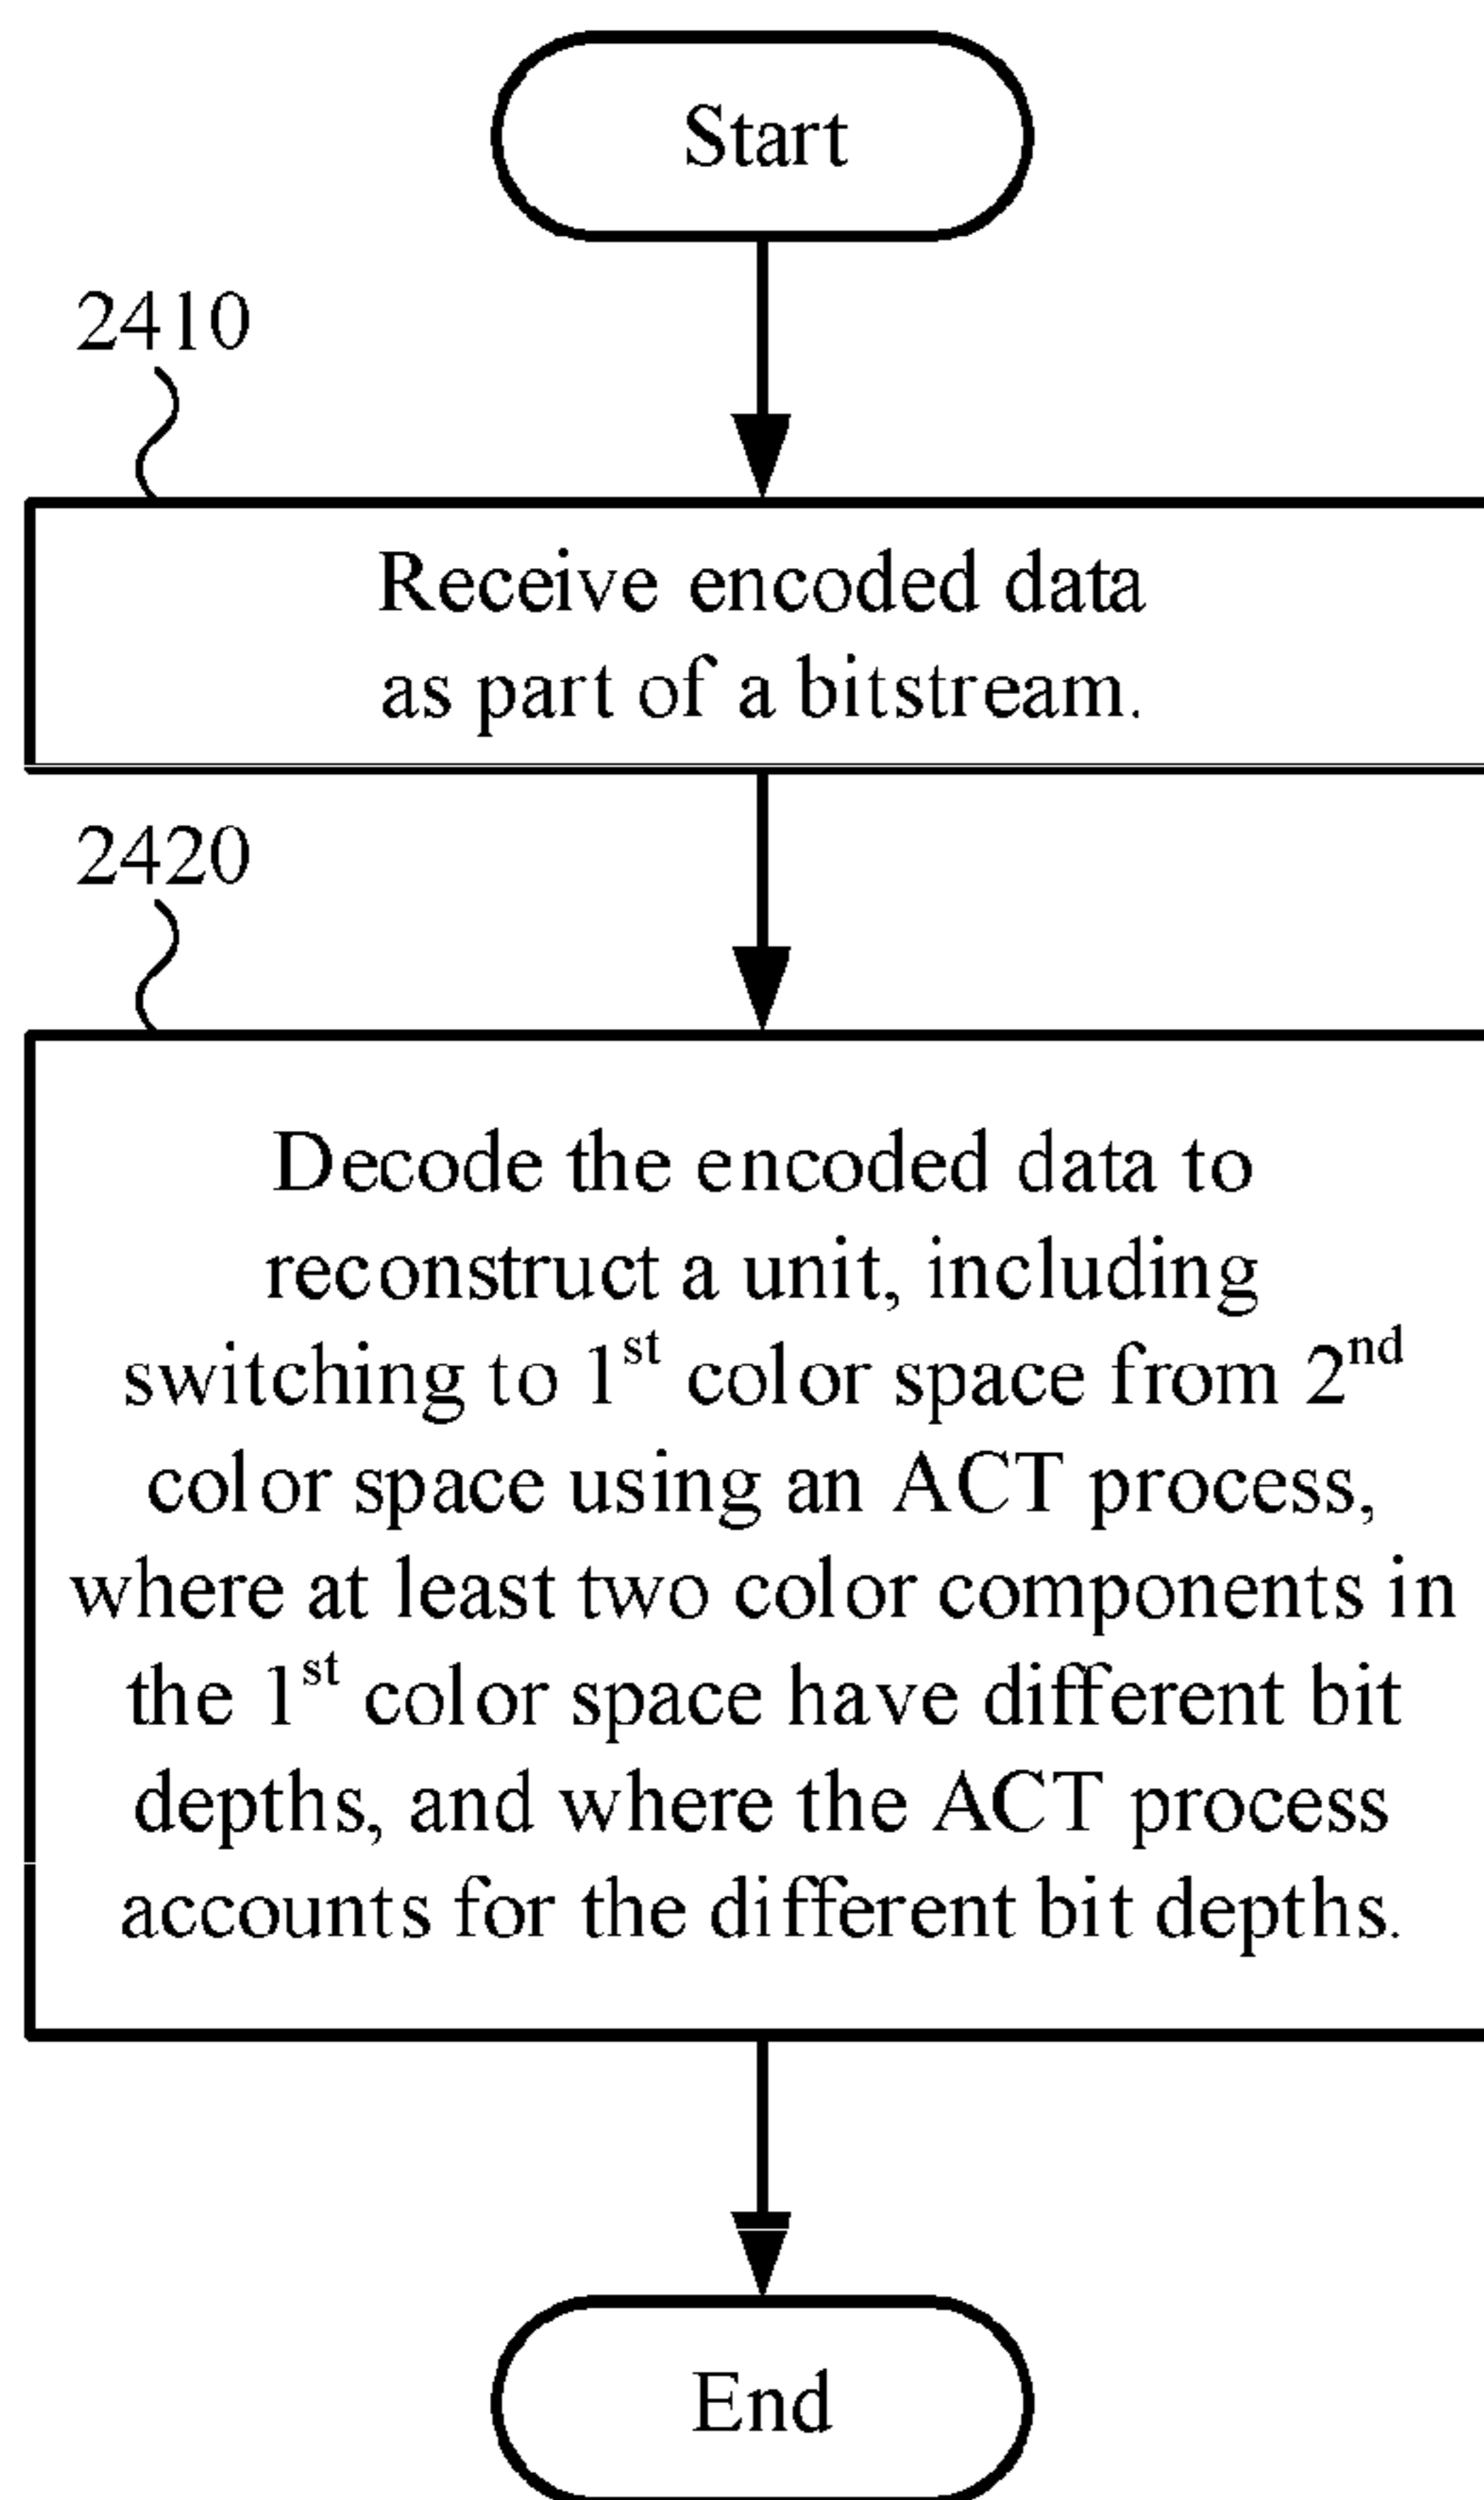 Start
2410
Receive encoded data
as part of a bitstream.
2420
Decode the encoded data to
reconstruct a unit, including
switching to 1st color space from 2nd
color space using an ACT process,
where at least two color components in
the 1st color space have different bit
depths, and where the ACT process
accounts for the different bit depths.
End